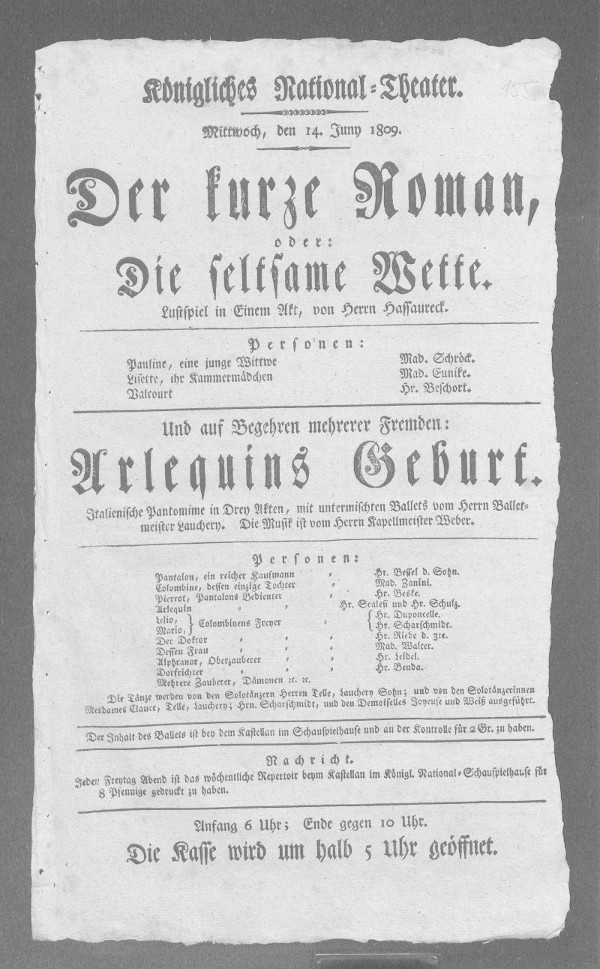 Königliches National-Theater.
Mittwoch, den 14. Juny 1809.
Der kurze Roman,
oder:
Die seltsame Wette.
Lustspiel in Einem Akt, von Herrn Hassaureck.
Personen:
Pauline, eine junge Wittwe Mad. Schröck.
Lisette, ihr Kammermädchen Mad. Eunike.
Valcourt Hr. Beschort.
Und auf Begehren mehrerer Fremden:
Arlequins Geburt.
Italienische Pantomime in Drey Akten, mit untermischten Ballets vom Herrn Ballet-
meister Lauchery. Die Musik ist vom Herrn Kapellmeister Weber.
Personen:
Pantalon, ein reicher Kaufmann Hr. Bessel d. Sohn.
Colombine, dessen einzige Tochter Mad. Zanini.
Pierrot, Pantalons Bedienter Hr. Beske.
Arlequin Hr. Scalesi und Hr. Schulz.
Lelio, } Colombinens Freyer { Hr. Duponcelle.
Mario, } { Hr. Scharschmidt.
Der Doktor Hr. Riebe d. 3te.
Dessen Frau Mad. Walter.
Alphranor, Oberzauberer Hr. Leidel.
Dorfrichter Hr. Benda.
Mehrere Zauberer, Dämonen ꝛc. ꝛc.
Die Tänze werden von den Solotänzern Herren Telle, Lauchery Sohn; und von den Solotänzerinnen
Mesdames Clauce, Telle, Lauchery; Hrn. Scharschmidt, und den Demoiselles Joyeuse und Weiß ausgeführt.
Der Inhalt des Ballets ist bey dem Kastellan im Schauspielhause und an der Kontrolle für 2 Gr. zu haben.
Nachricht.
Jeden Freytag Abend ist das wöchentliche Repertoir beym Kastellan im Königl. National-Schauspielhause für
8 Pfennige gedruckt zu haben.
Anfang 6 Uhr; Ende gegen 10 Uhr.
Die Kasse wird um halb 5 Uhr geöffnet.